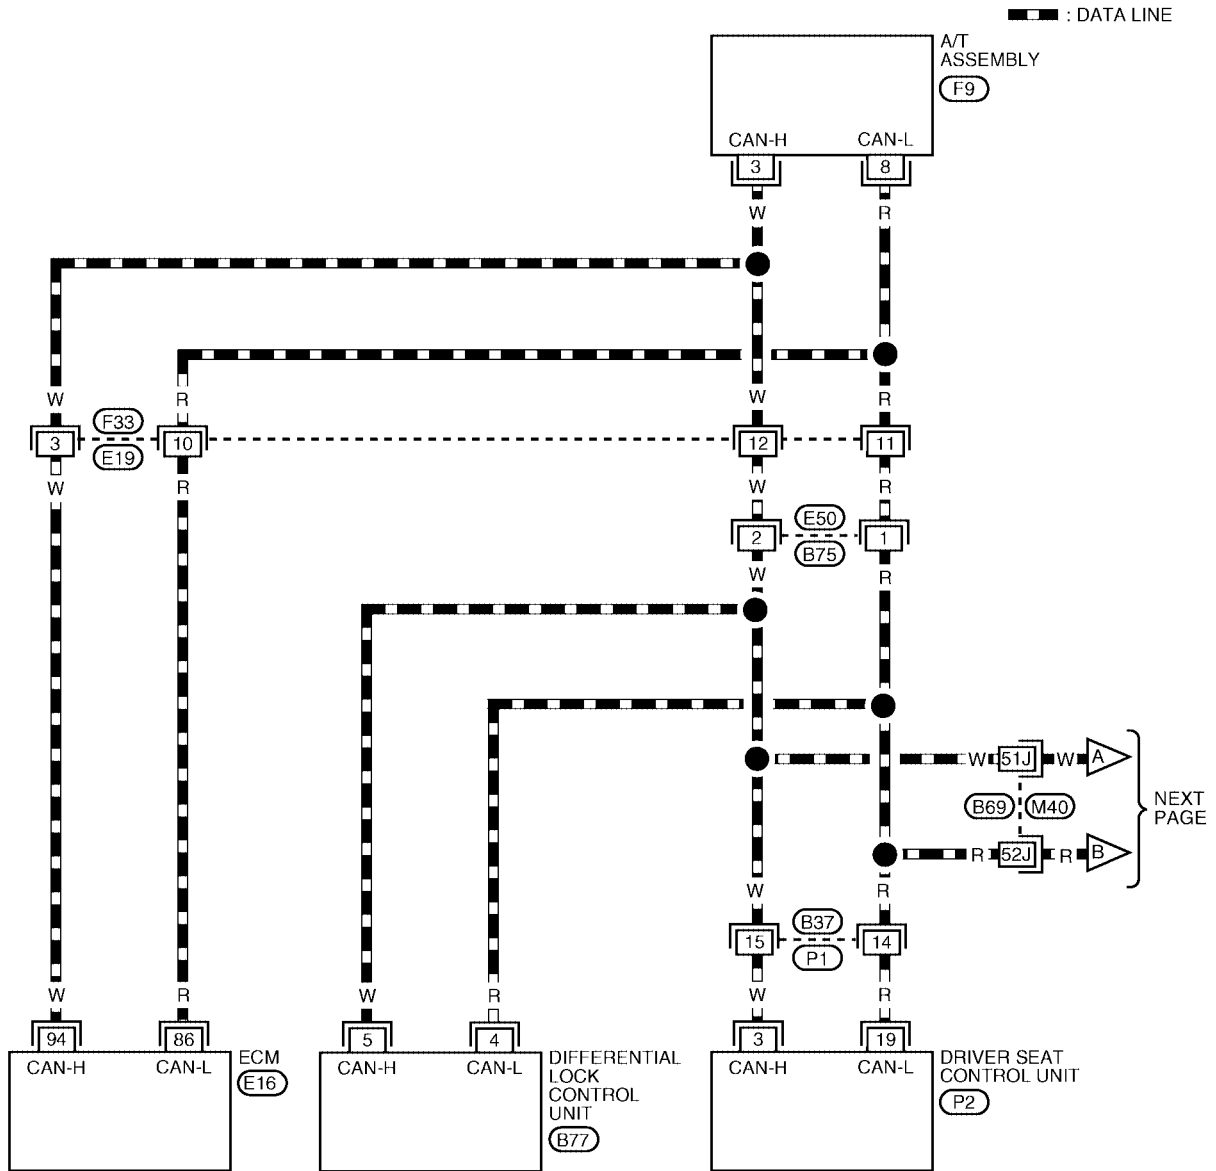 : DATA LINE
A/T
ASSEMBLY
F9
CAN-H CAN-L
3 8
W R
W R W R
3 F33 E19 10 12 11
W R W R
2 E50 B75 1
W R
W 51J W A
B69 M40
NEXT
PAGE
R 52J R B
W R
15 B37 P1 14
W R W R W R
94 86 5 4 3 19
CAN-H CAN-L CAN-H CAN-L CAN-H CAN-L
ECM
E16
DIFFERENTIAL
LOCK
CONTROL
UNIT
B77
DRIVER SEAT
CONTROL UNIT
P2